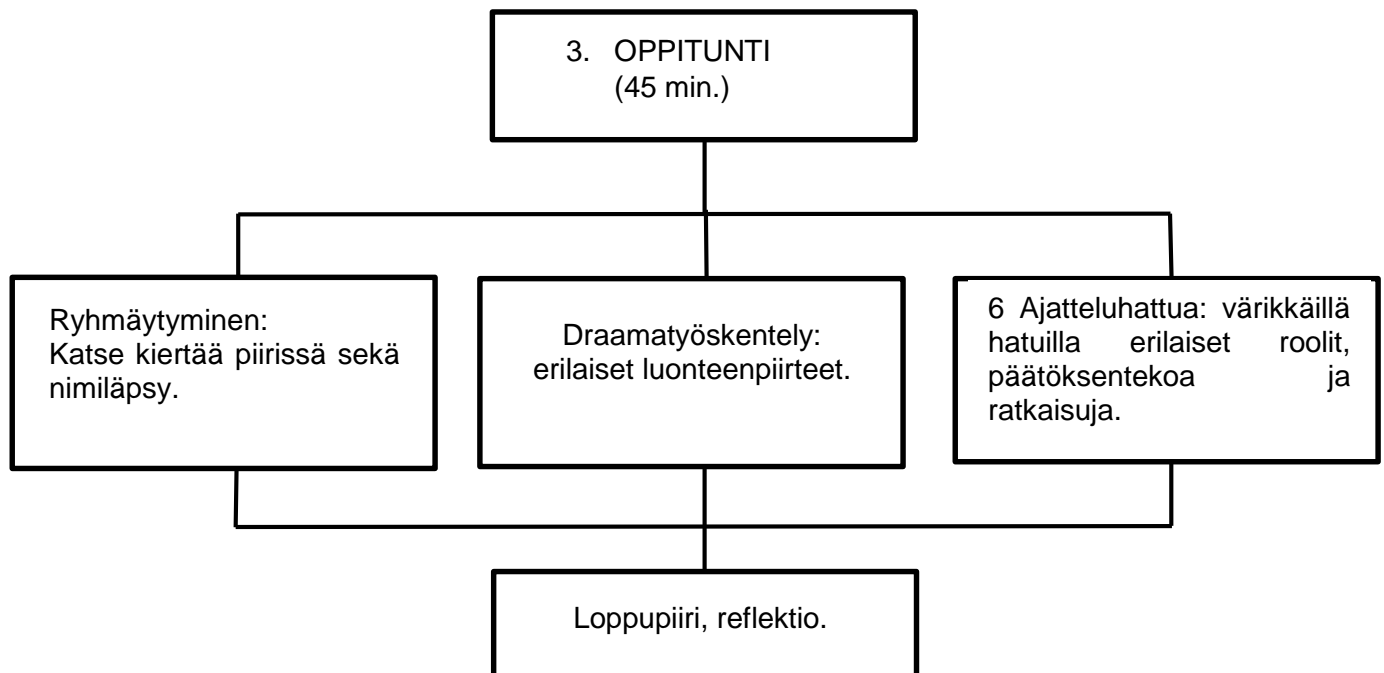 3. OPPITUNTI
(45 min.)
Ryhmäytyminen:
Katse kiertää piirissä sekä
nimiläpsy.
Draamatyöskentely:
erilaiset luonteenpiirteet.
6 Ajatteluhattua: värikkäillä
hatuilla erilaiset roolit,
päätöksentekoa ja
ratkaisuja.
Loppupiiri, reflektio.